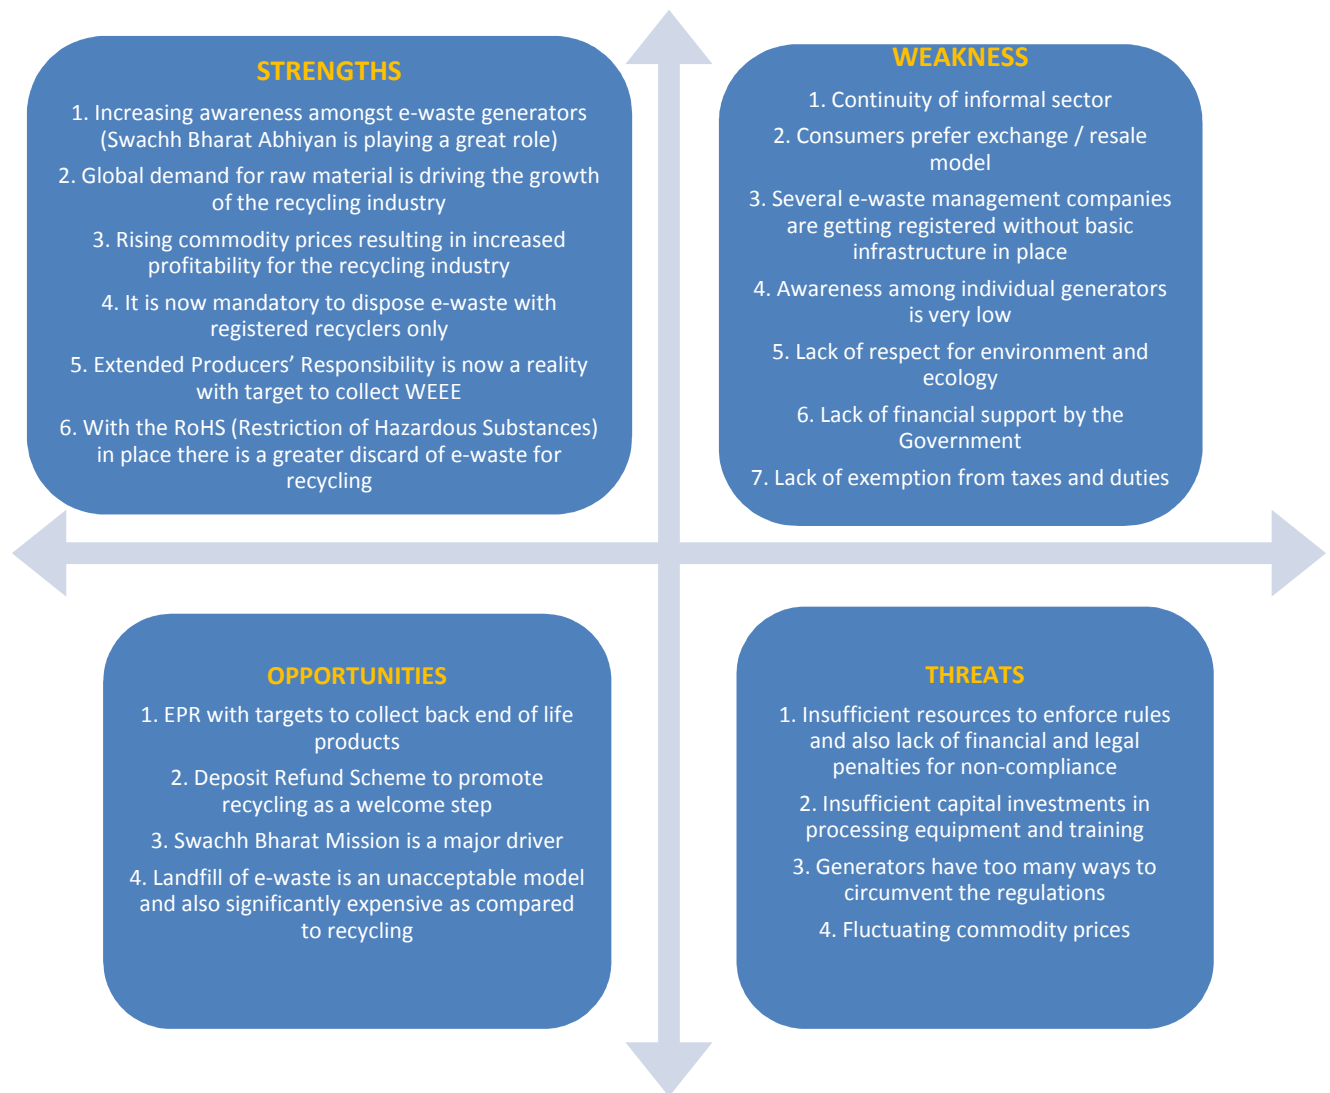 STRENGTHS
1. Increasing awareness amongst e-waste generators
(Swachh Bharat Abhiyan is playing a great role)
2. Global demand for raw material is driving the growth
of the recycling industry
3. Rising commodity prices resulting in increased
profitability for the recycling industry
4. It is now mandatory to dispose e-waste with
registered recyclers only
5. Extended Producers’ Responsibility is now a reality
with target to collect WEEE
6. With the RoHS (Restriction of Hazardous Substances)
in place there is a greater discard of e-waste for
recycling
WEAKNESS
1. Continuity of informal sector
2. Consumers prefer exchange / resale
model
3. Several e-waste management companies
are getting registered without basic
infrastructure in place
4. Awareness among individual generators
is very low
5. Lack of respect for environment and
ecology
6. Lack of financial support by the
Government
7. Lack of exemption from taxes and duties
OPPORTUNITIES
1. EPR with targets to collect back end of life
products
2. Deposit Refund Scheme to promote
recycling as a welcome step
3. Swachh Bharat Mission is a major driver
4. Landfill of e-waste is an unacceptable model
and also significantly expensive as compared
to recycling
THREATS
1. Insufficient resources to enforce rules
and also lack of financial and legal
penalties for non-compliance
2. Insufficient capital investments in
processing equipment and training
3. Generators have too many ways to
circumvent the regulations
4. Fluctuating commodity prices